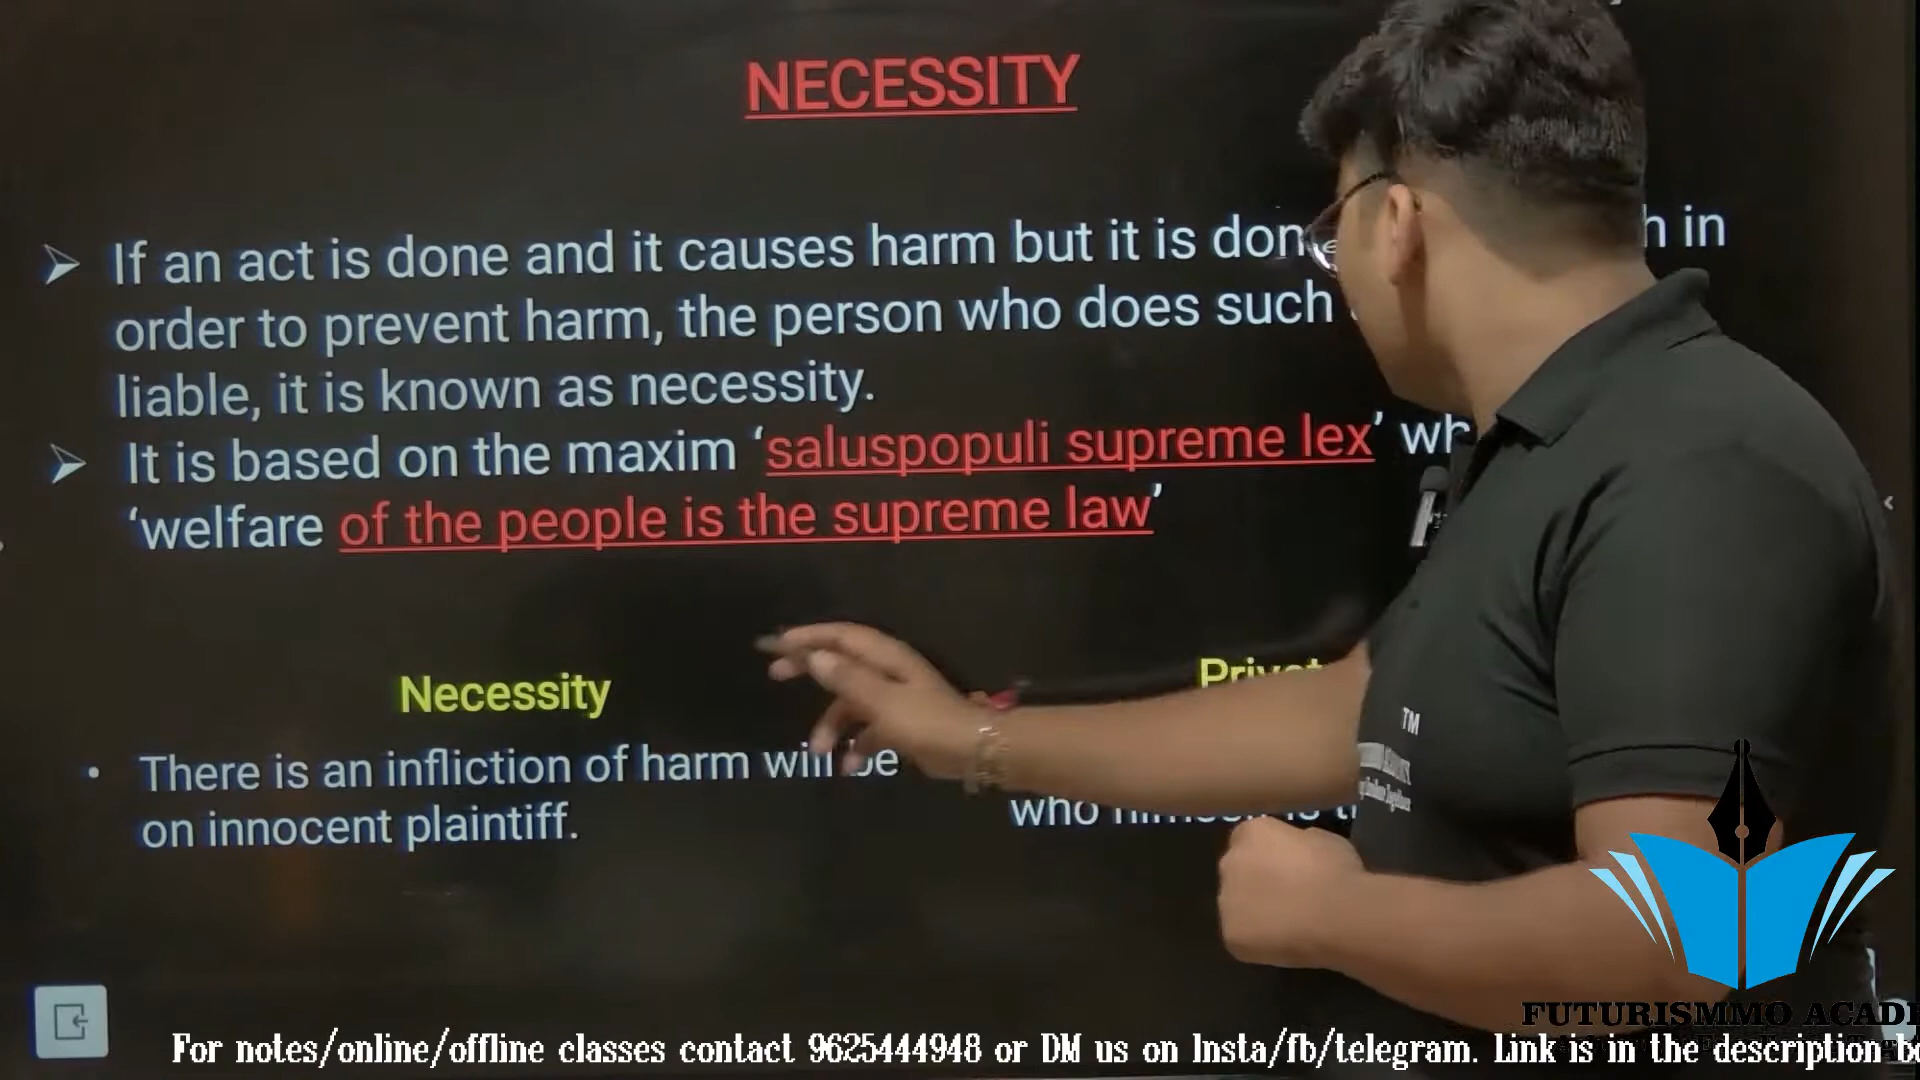 NECESSITY
➢ If an act is done and it causes harm but it is done in
order to prevent harm, the person who does such
liable, it is known as necessity.
➢ It is based on the maxim ‘saluspopuli supreme lex’
‘welfare of the people is the supreme law’
Necessity
• There is an infliction of harm will be
on innocent plaintiff.
who
TM
FUTURISMMO ACAD
For notes/online/offline classes contact 9625444948 or DM us on Insta/fb/telegram. Link is in the description